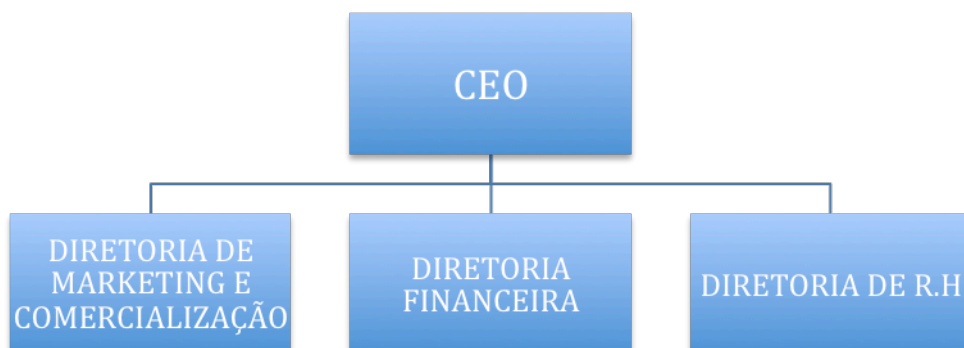 CEO
DIRETORIA DE
MARKETING E
COMERCIALIZAÇÃO
DIRETORIA
FINANCEIRA
DIRETORIA DE R.H